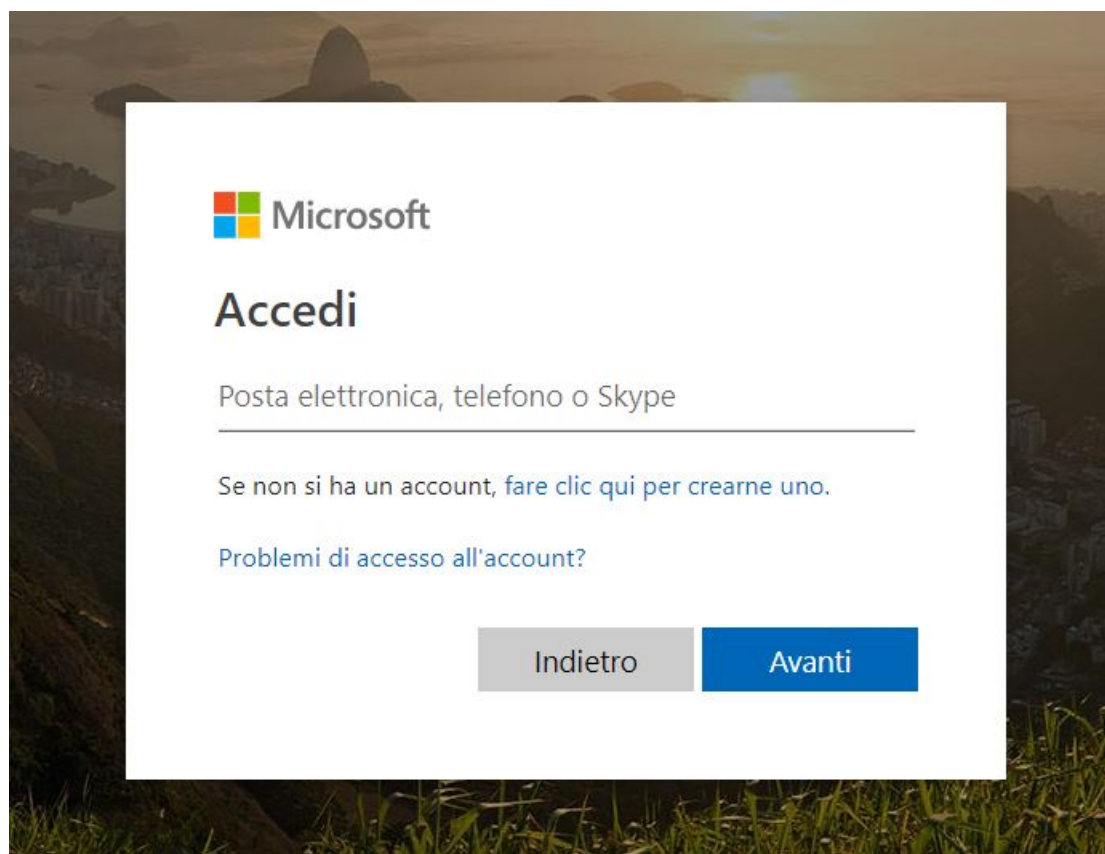 Microsoft
Accedi
Posta elettronica, telefono o Skype
Se non si ha un account, fare clic qui per crearne uno.
Problemi di accesso all'account?
Indietro
Avanti